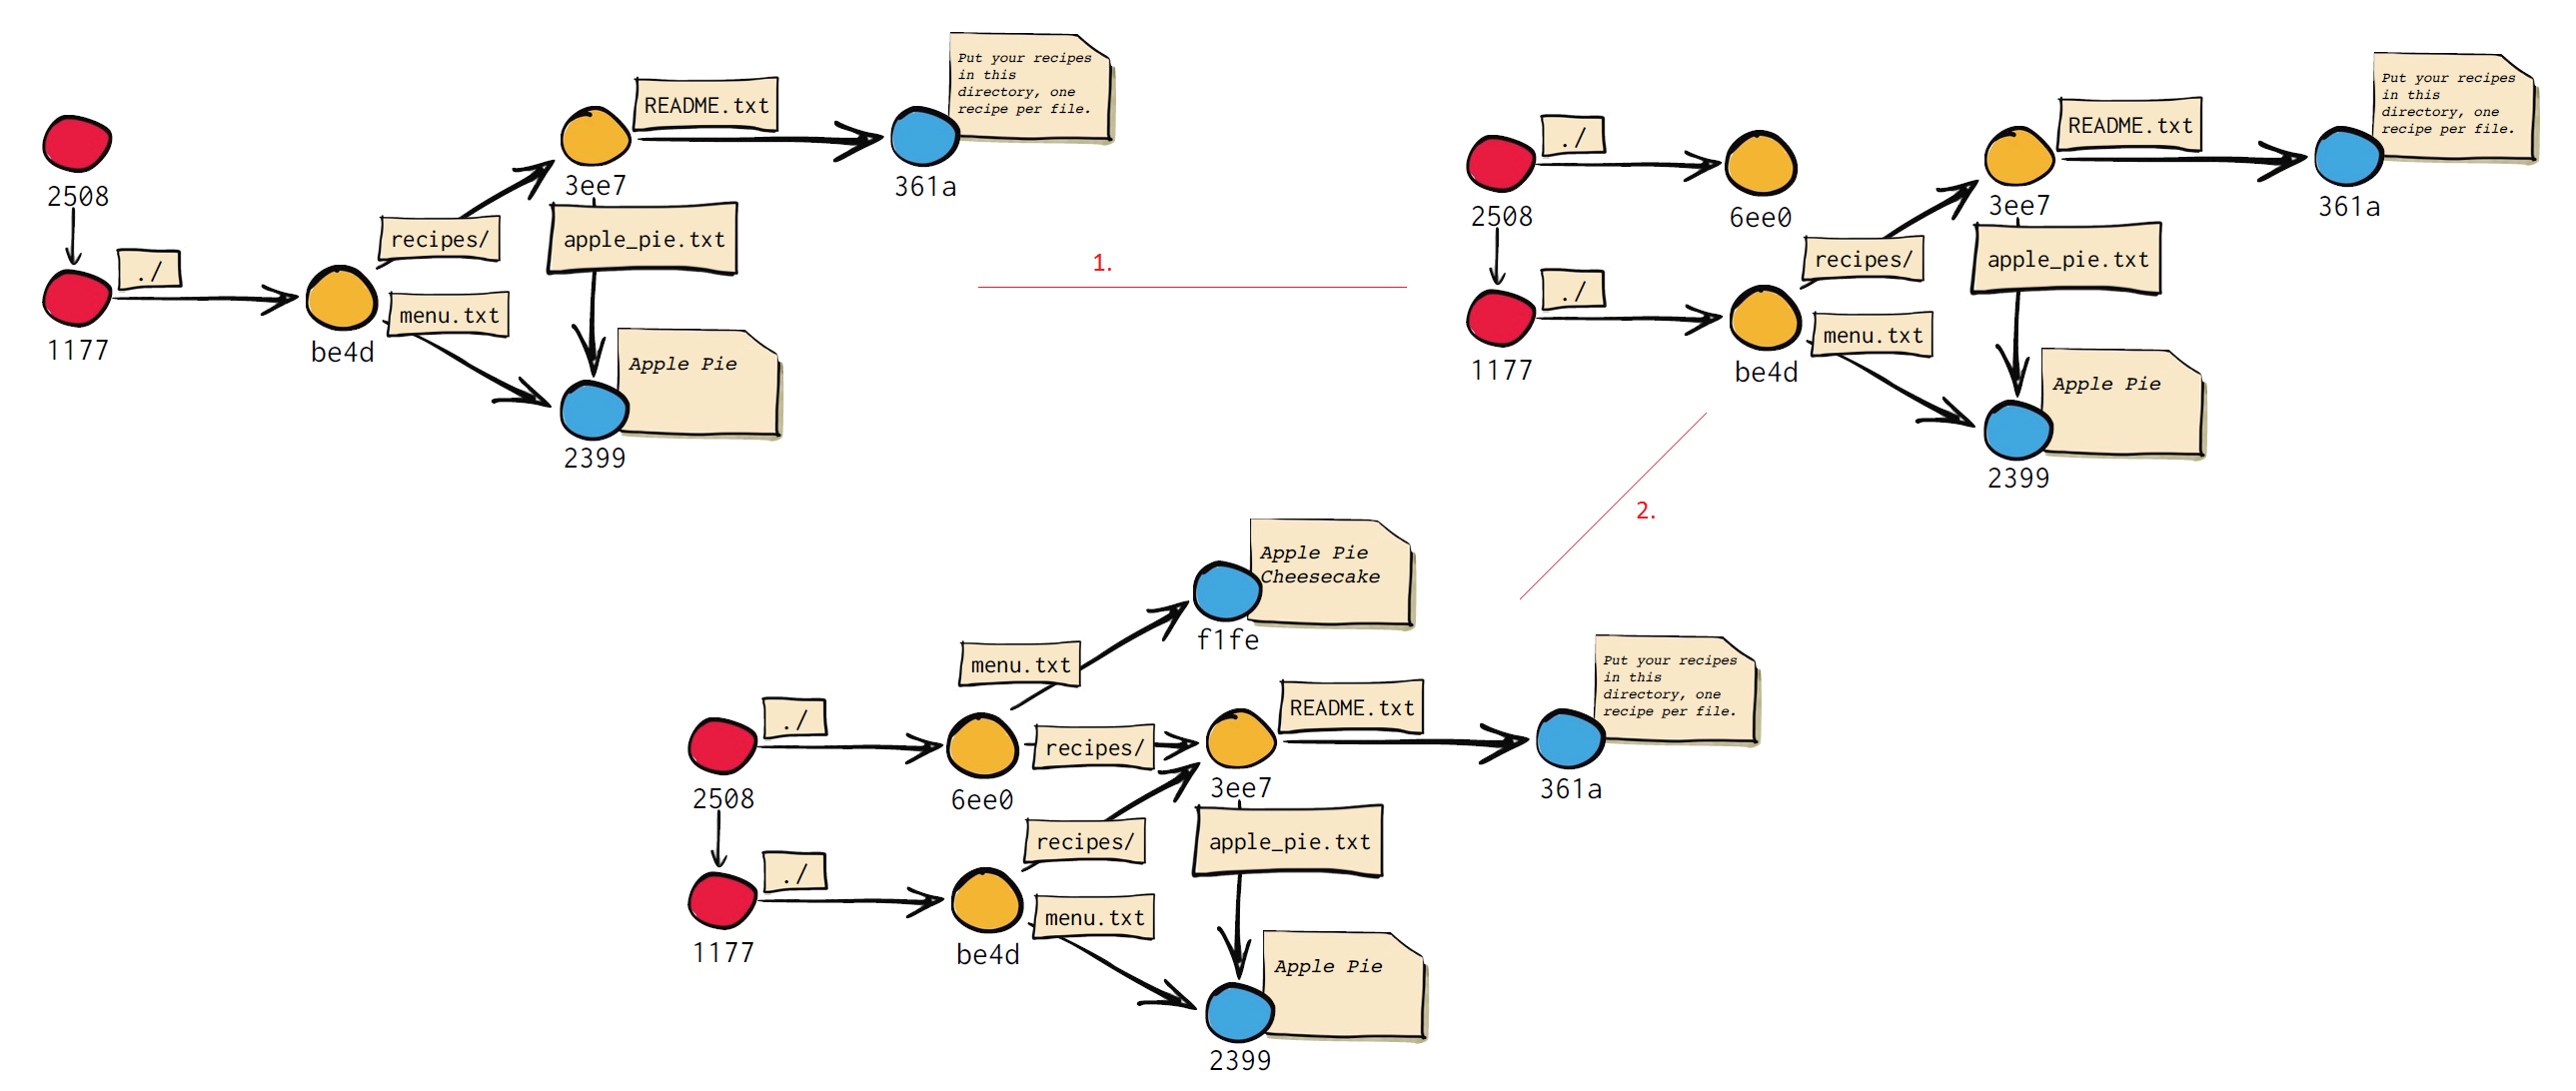 Put your recipes
in this
directory, one
recipe per file.
README.txt
2508
3ee7
361a
recipes/
apple_pie.txt
./
menu.txt
1177
be4d
Apple Pie
2399
1.
Put your recipes
in this
directory, one
recipe per file.
./
README.txt
2508
6ee0
3ee7
361a
recipes/
apple_pie.txt
./
menu.txt
1177
be4d
Apple Pie
2399
2.
Apple Pie
Cheesecake
f1fe
menu.txt
Put your recipes
in this
directory, one
recipe per file.
./
README.txt
recipes/
2508
6ee0
3ee7
361a
recipes/
apple_pie.txt
./
menu.txt
1177
be4d
Apple Pie
2399